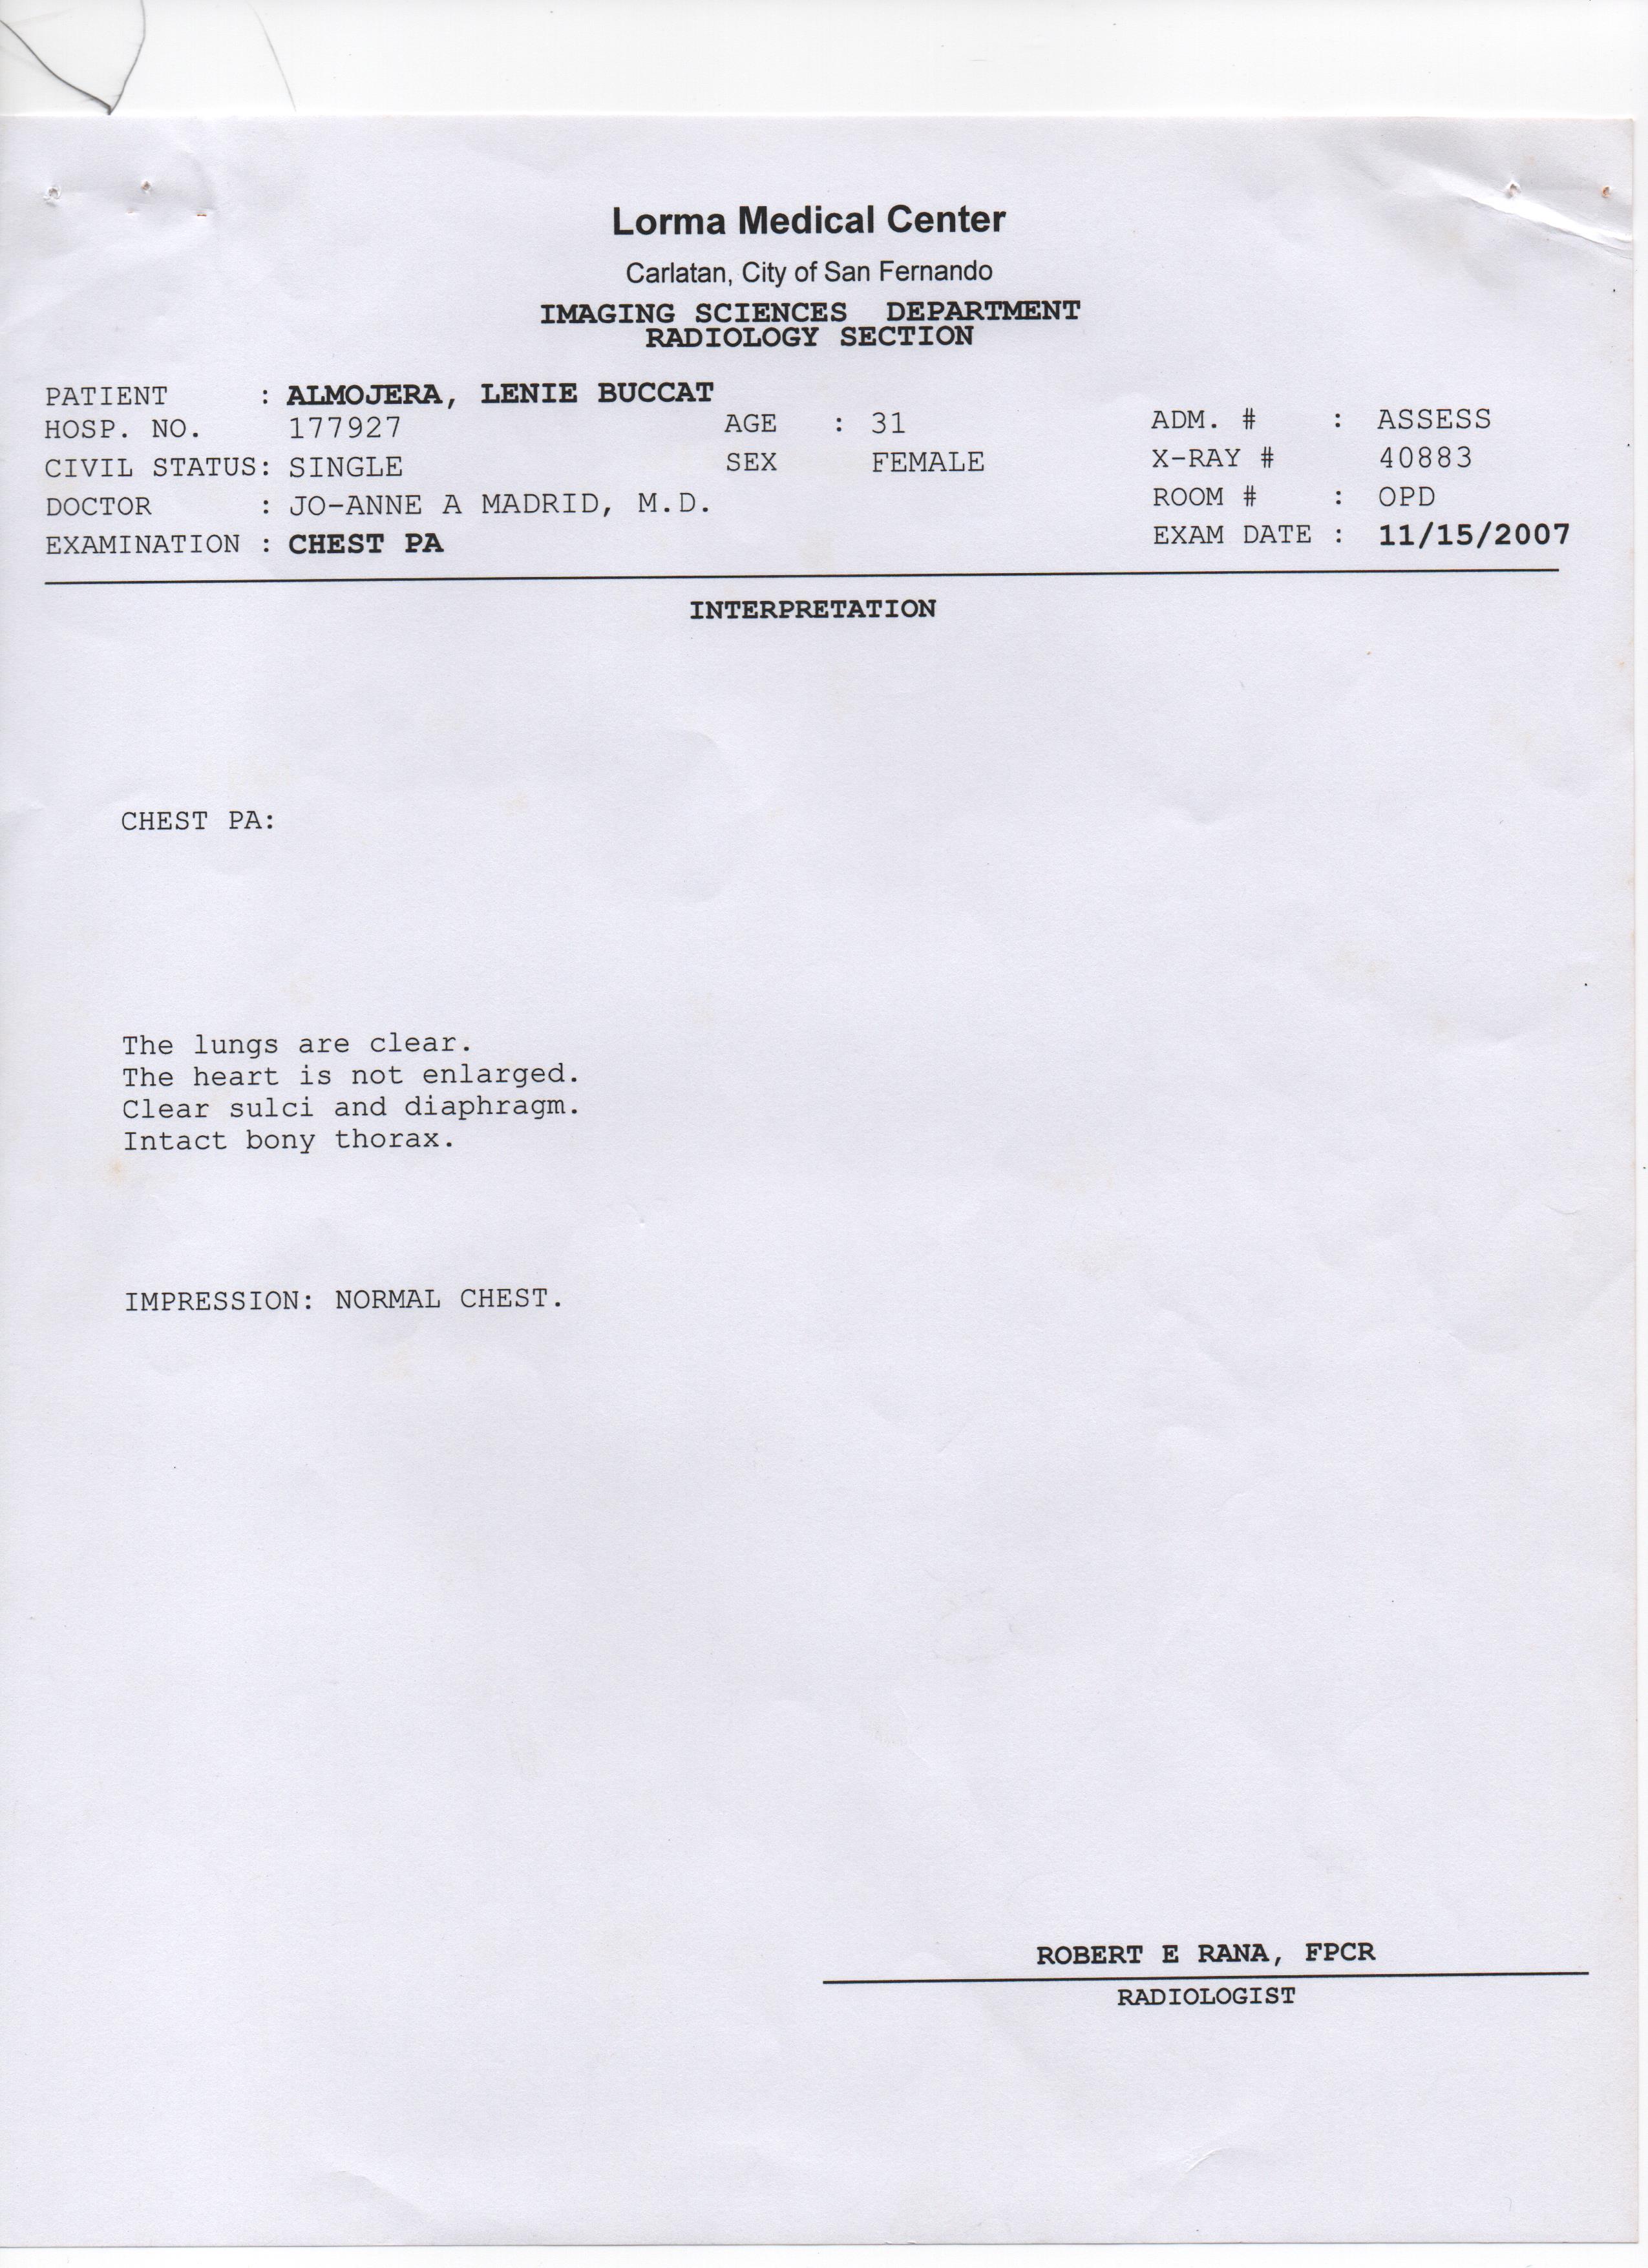 Lorma Medical Center
Carlatan, City of San Fernando
IMAGING SCIENCES DEPARTMENT
RADIOLOGY SECTION
PATIENT : ALMOJERA, LENIE BUCCAT
HOSP. NO. 177927 AGE : 31 ADM. # : ASSESS
CIVIL STATUS: SINGLE SEX FEMALE X-RAY # 40883
DOCTOR : JO-ANNE A MADRID, M.D. ROOM # : OPD
EXAMINATION : CHEST PA EXAM DATE : 11/15/2007
INTERPRETATION
CHEST PA:
The lungs are clear.
The heart is not enlarged.
Clear sulci and diaphragm.
Intact bony thorax.
IMPRESSION: NORMAL CHEST.
ROBERT E RANA, FPCR
RADIOLOGIST